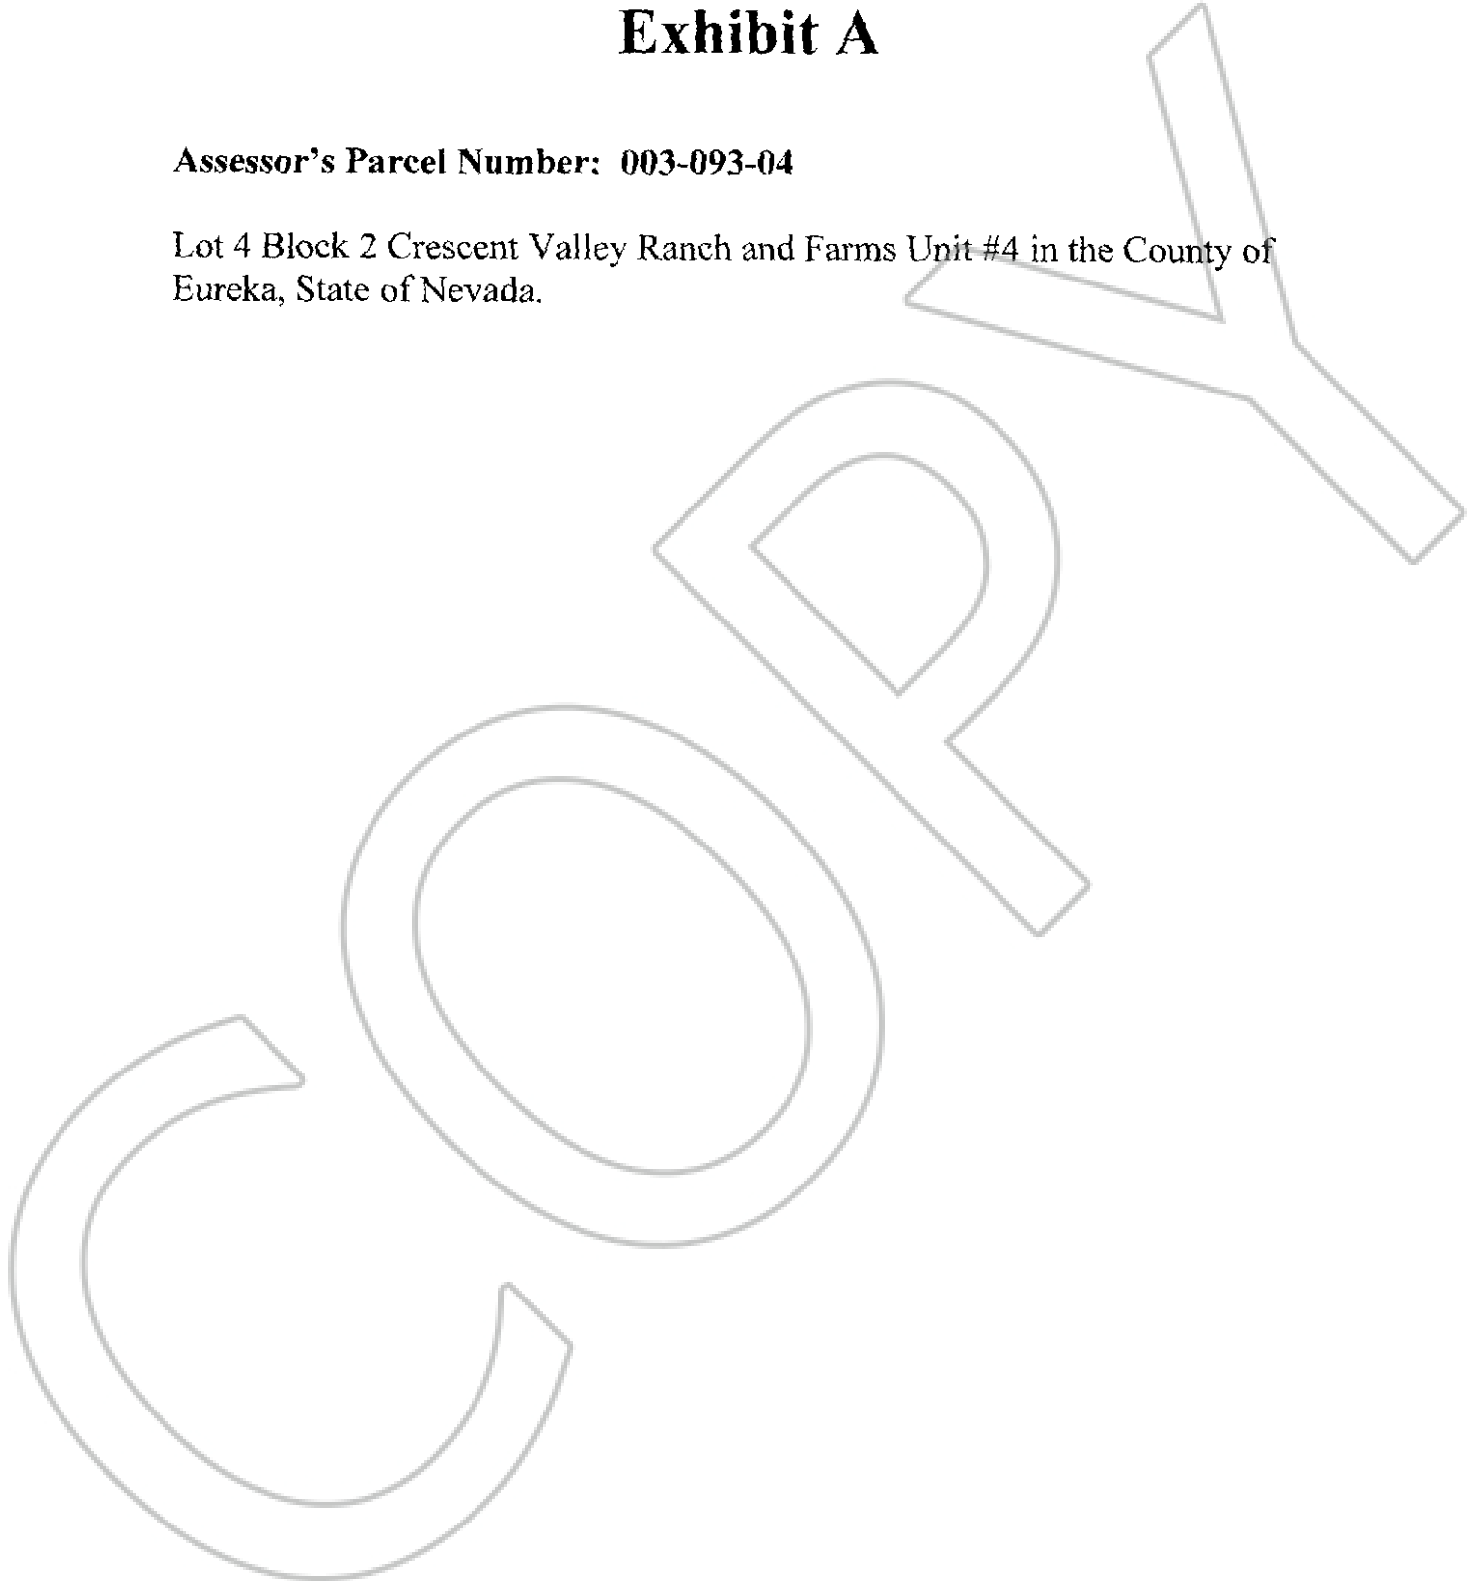 Exhibit A
Assessor's Parcel Number: 003-093-04
Lot 4 Block 2 Crescent Valley Ranch and Farms Unit #4 in the County of
Eureka, State of Nevada.
COPY